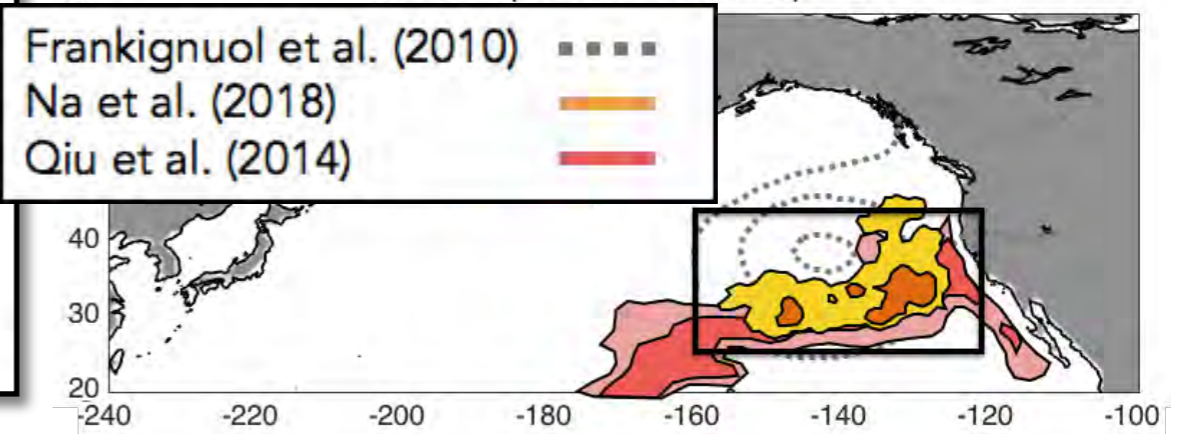 Frankignuol et al. (2010)
Na et al. (2018)
Qiu et al. (2014)
40
30
20
-240 -220 -200 -180 -160 -140 -120 -100